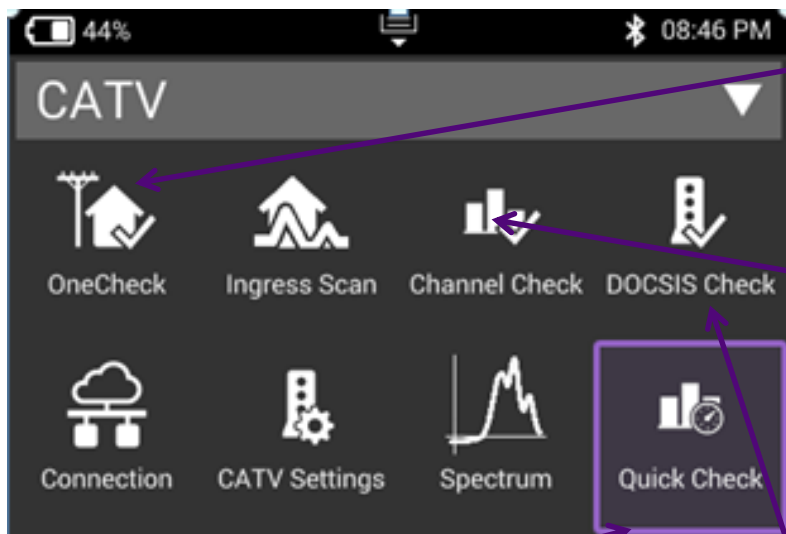 44% 08:46 PM
CATV
OneCheck Ingress Scan Channel Check DOCSIS Check
Connection CATV Settings Spectrum Quick Check